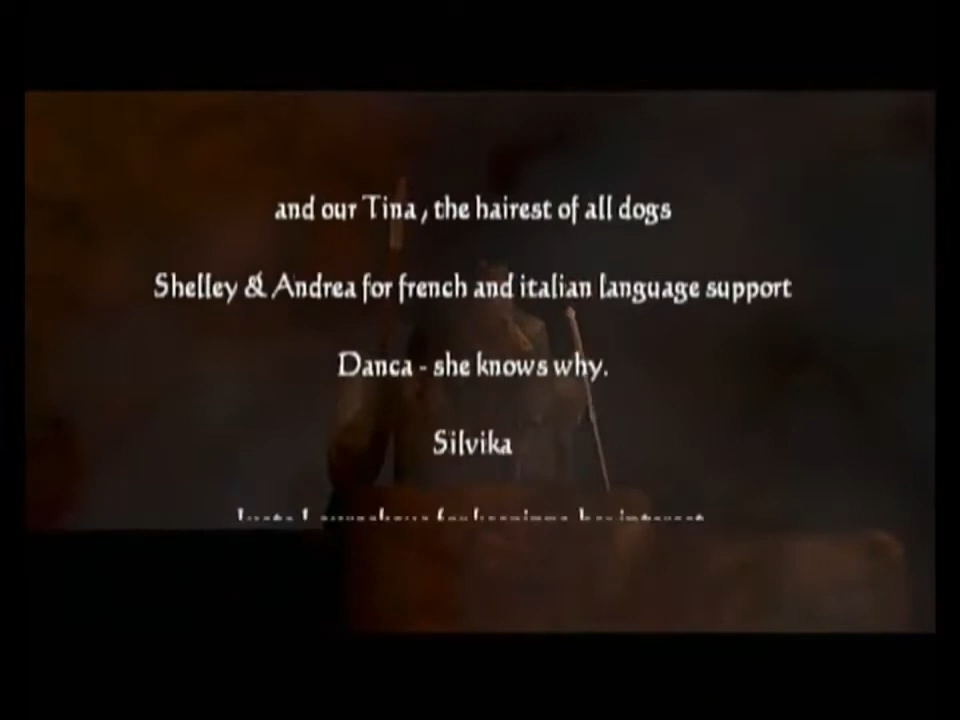 and our Tina , the hairest of all dogs
Shelley & Andrea for french and italian language support
Danca - she knows why.
Silvika